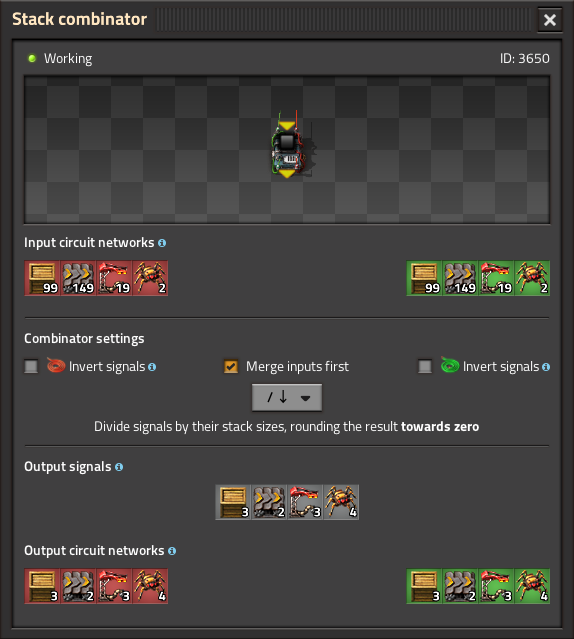 Stack combinator
Working ID: 3650
Input circuit networks
99 149 19 2 99 149 19 2
Combinator settings
Invert signals Merge inputs first Invert signals
/ ↓
Divide signals by their stack sizes, rounding the result towards zero
Output signals
3 2 3 4
Output circuit networks
3 2 3 4 3 2 3 4